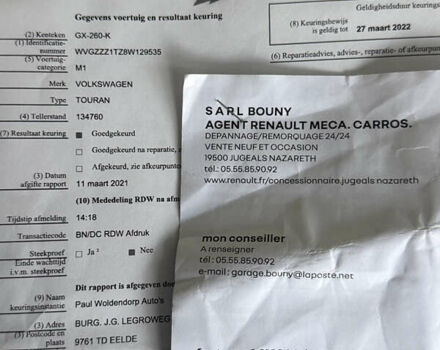 Gegevens voertuig en resultaat keuring
Geldigheidsduur keuring
(8) Keuringsbewijs is geldig tot 27 maart 2022
(6) Reparatieadvies, advies-, reparatie- of afkeurpunten
(2) Kenteken GX-260-K
(1) Identificatie-
nummer WVGZZZ1TZ8W129535
(5) Voertuig-
categorie M1
Merk VOLKSWAGEN
Type TOURAN
(4) Tellerstand 134760
(7) Resultaat keuring Goedgekeurd
Goedgekeurd na reparatie,
Afgekeurd, zie afkeurpunten
(3) Datum
afgifte rapport 11 maart 2021
(10) Mededeling RDW na afm
Tijdstip afmelding 14:18
Transactiecode BN/DC RDW Afdruk
Steekproef Ja ² Nee
Einde wachttijd
i.v.m. steekproef
Dit rapport is afgegeven doo
(9) Naam
keuringsinstantie Paul Woldendorp Auto's
(3) Adres BURG. J.G. LEGROWEG
(3) Postcode en
plaats 9761 TD EELDE
SARL BOUNY
AGENT RENAULT MECA. CARROS.
DEPANNAGE/REMORQUAGE 24/24
VENTE NEUF ET OCCASION
19500 JUGEALS NAZARETH
tél.: 05.55.85.90.92
www.renoult.fr/concessionnaire.jugeals nazareth
mon conseiller
A renseigner
tél : 05.55.85.90.92
e-mail : garage.bouny@laposte.net